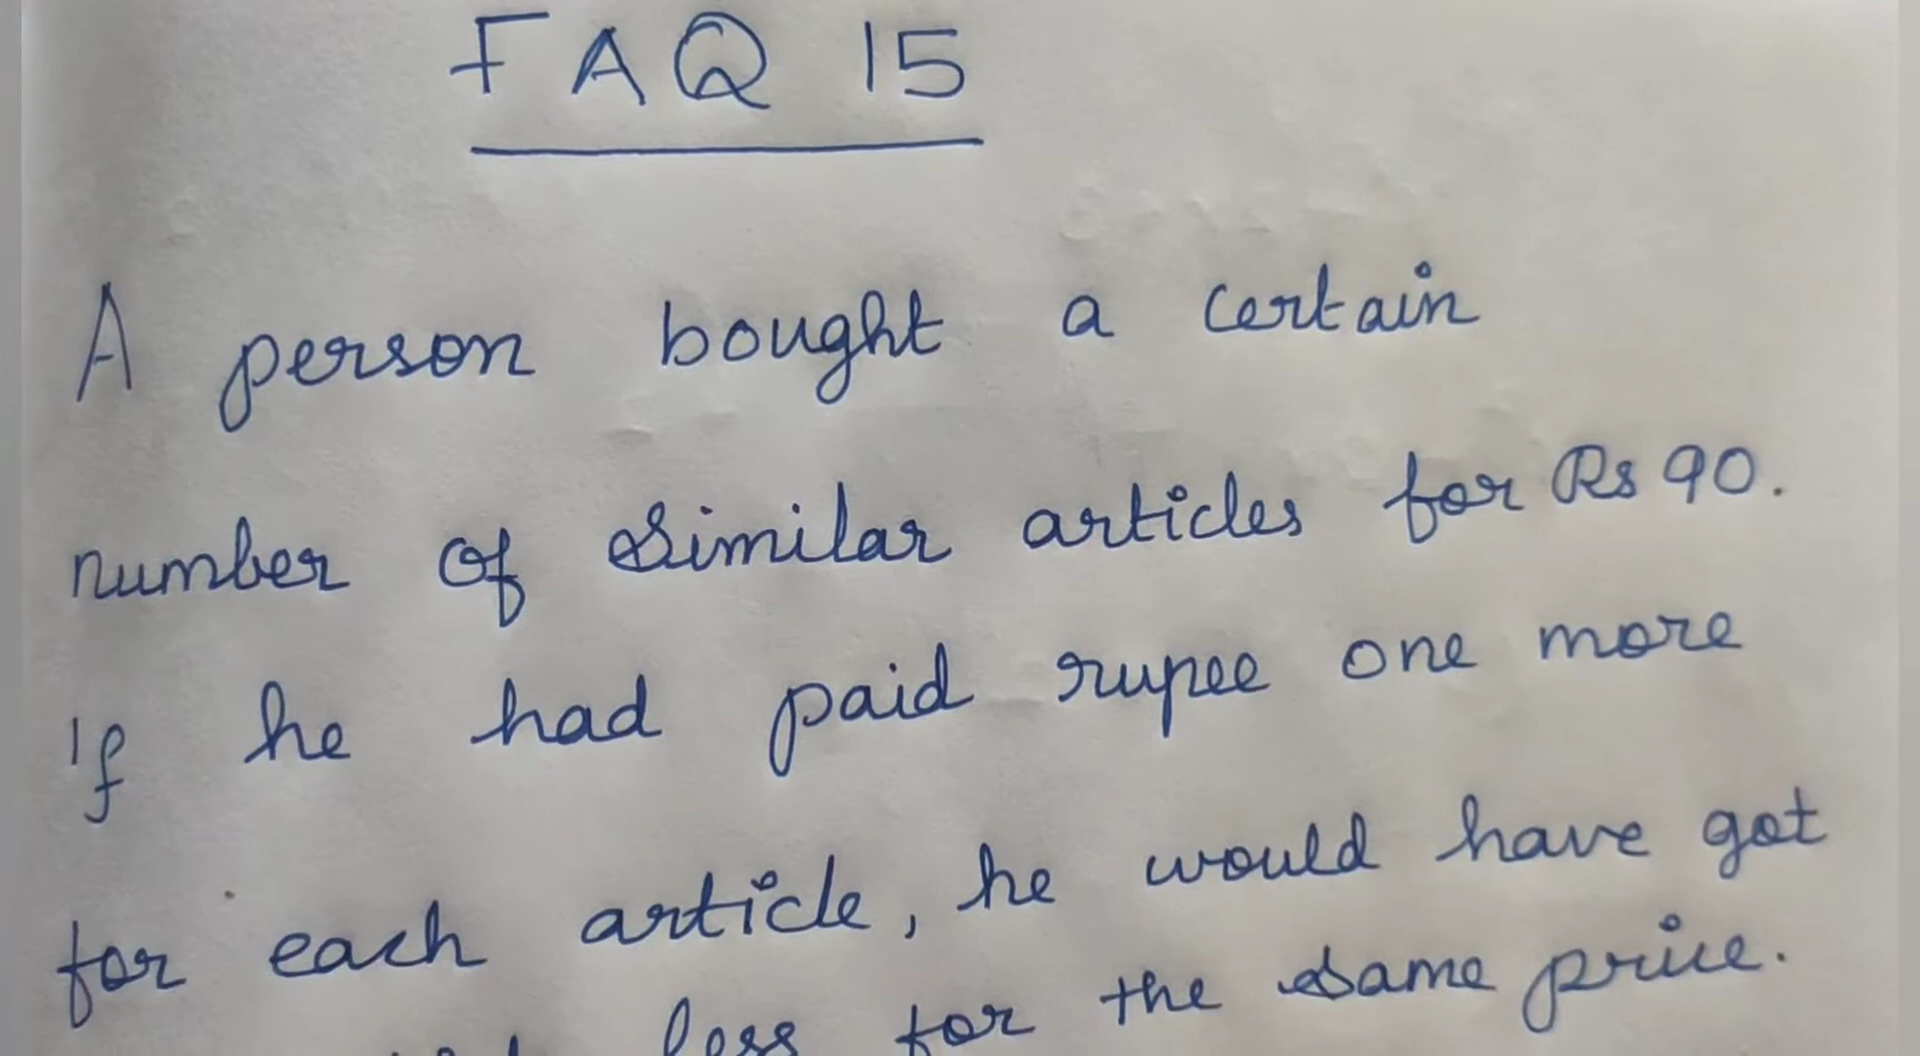 FAQ 15
A person bought a certain
number of similar articles for Rs 90.
If he had paid rupee one more
for each article, he would have got
less for the same price.